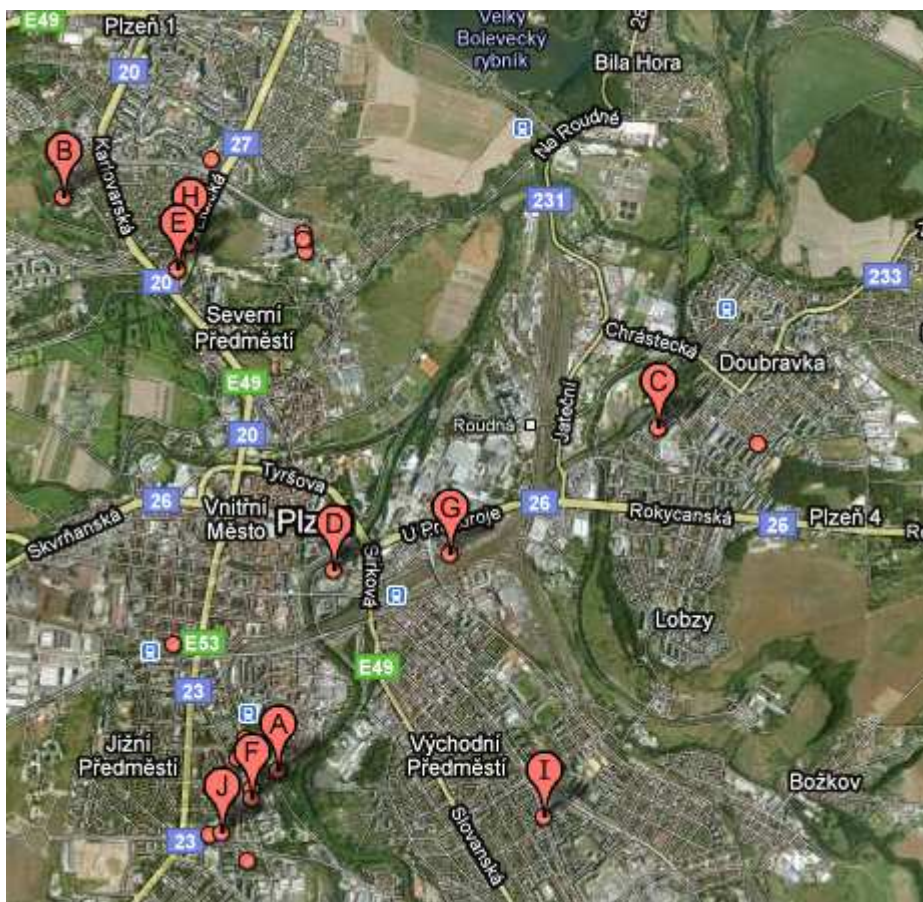 E49
Plzeň 1
Velký
Bolevecký
rybník
28
Bílá Hora
20
Karlovarská
27
B
Na Roudné
H
E
231
20
233
Severní
Předměstí
Chrástecká
Doubravka
E49
C
20
Roudná
Jateční
Tyršova
26
Vnitřní
Město
Skvrňanská
D
G
26
Rokycanská
26
Plzeň 4
Sirková
Lobzy
E53
E49
23
A
Jižní
Předměstí
F
Východní
Předměstí
I
Božkov
J
Slovanská
23